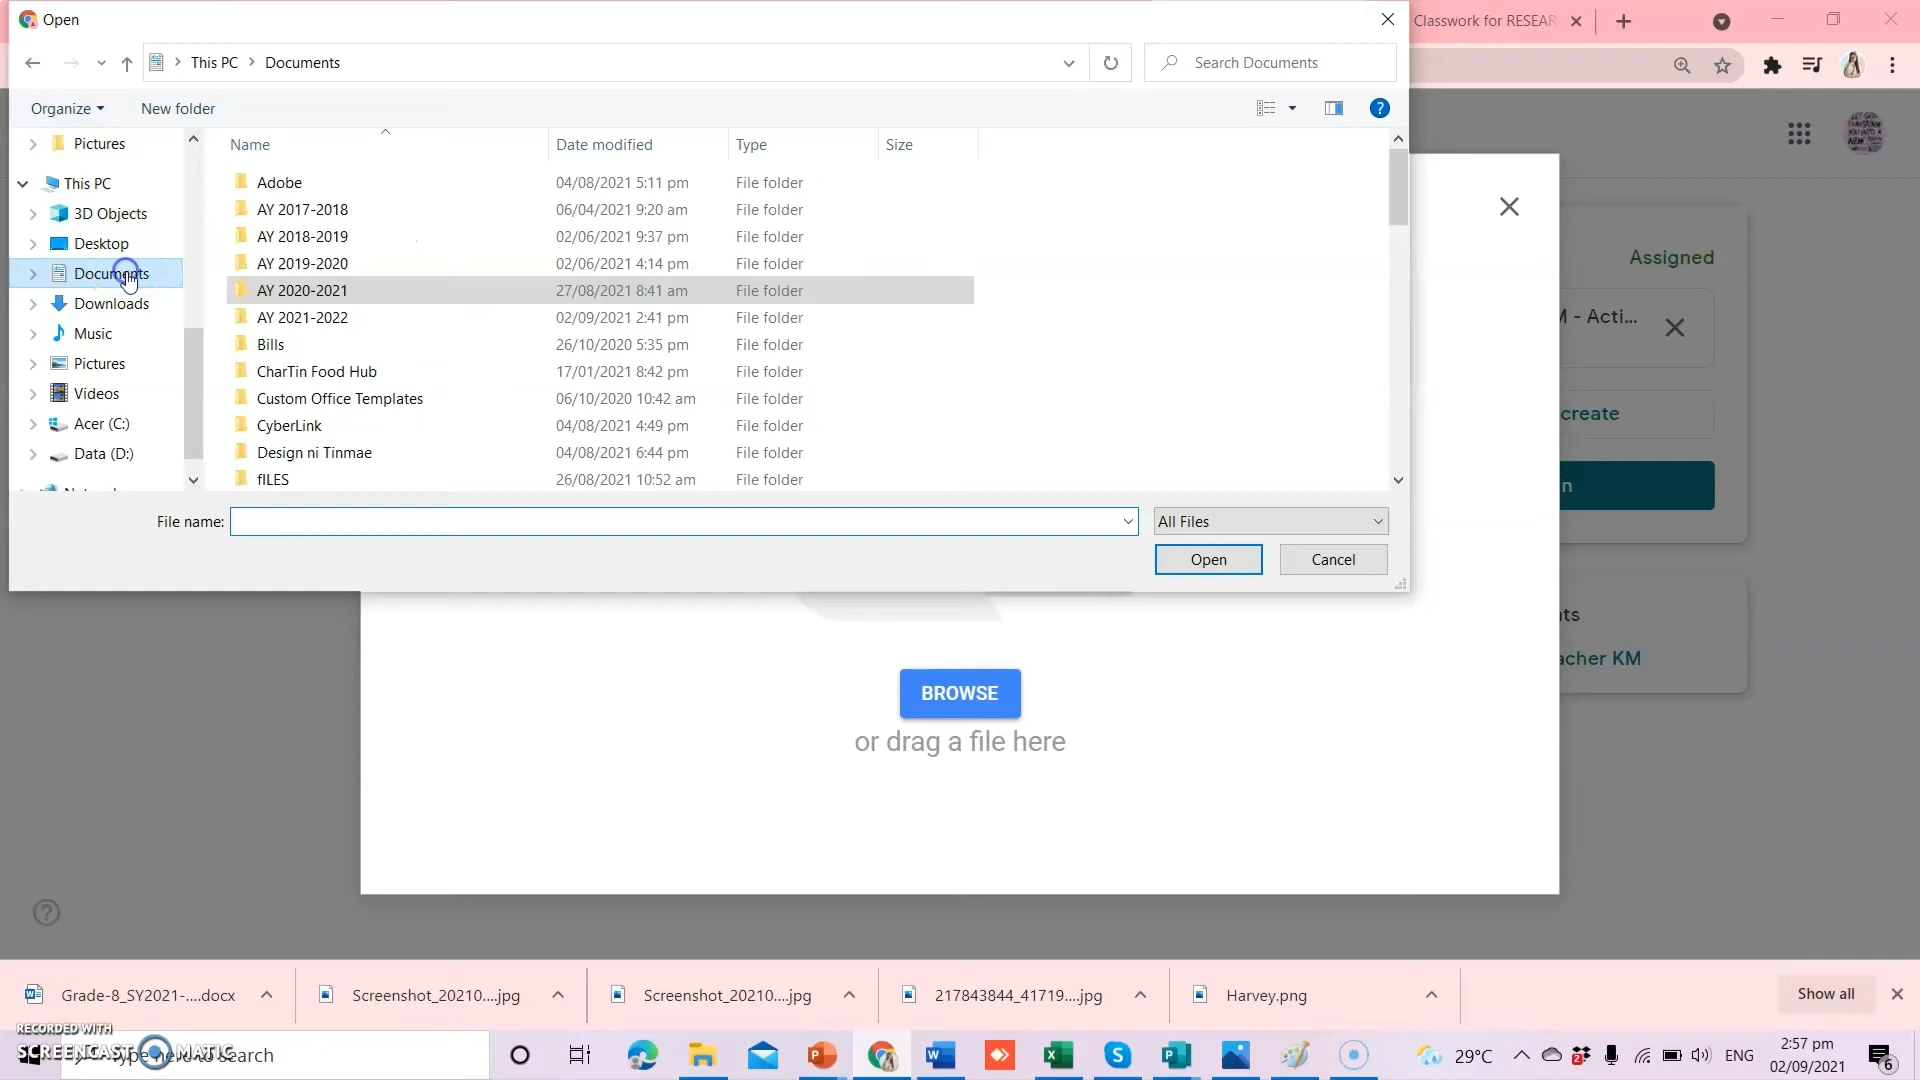 Open
Classwork for RESEAR
This PC
Documents
Search Documents
Organize
New folder
Name
Date modified
Type
Size
Pictures
This PC
3D Objects
Desktop
Documents
Downloads
Music
Pictures
Videos
Acer (C:)
Data (D:)
Adobe 04/08/2021 5:11 pm File folder
AY 2017-2018 06/04/2021 9:20 am File folder
AY 2018-2019 02/06/2021 9:37 pm File folder
AY 2019-2020 02/06/2021 4:14 pm File folder
AY 2020-2021 27/08/2021 8:41 am File folder
AY 2021-2022 02/09/2021 2:41 pm File folder
Bills 26/10/2020 5:35 pm File folder
CharTin Food Hub 17/01/2021 8:42 pm File folder
Custom Office Templates 06/10/2020 10:42 am File folder
CyberLink 04/08/2021 4:49 pm File folder
Design ni Tinmae 04/08/2021 6:44 pm File folder
fILES 26/08/2021 10:52 am File folder
File name:
All Files
Open
Cancel
Assigned
M - Acti...
create
n
nts
acher KM
BROWSE
or drag a file here
Grade-8_SY2021-....docx
Screenshot_20210....jpg
Screenshot_20210....jpg
217843844_41719....jpg
Harvey.png
Show all
RECORDED WITH
SCREENCAST MATIC
Type here to search
29°C
ENG
2:57 pm
02/09/2021
6